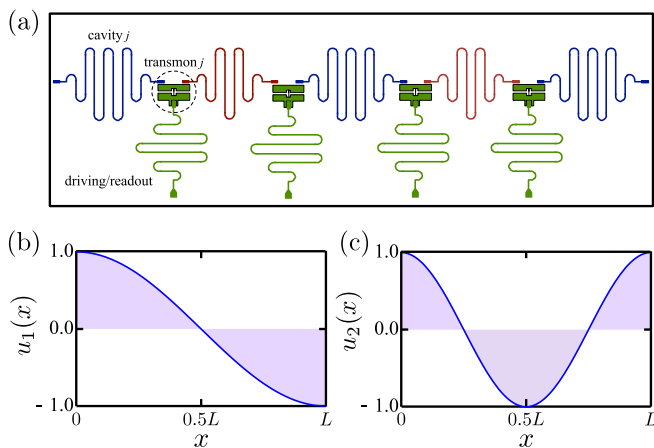 (a)
cavity j
transmon j
driving/readout
(b)
1.0
0.0
- 1.0
u₁(x)
0
0.5L
L
x
(c)
1.0
0.0
- 1.0
u₂(x)
0
0.5L
L
x